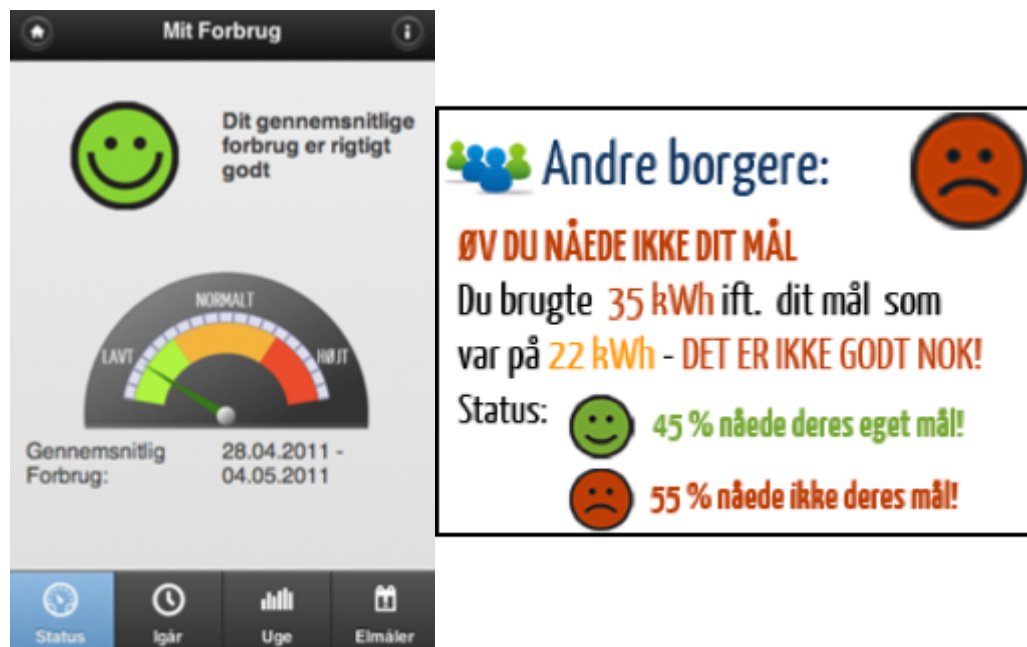 Mit Forbrug
Dit gennemsnitlige
forbrug er rigtigt
godt
NORMALT
LAVT
HØJT
Gennemsnitlig
Forbrug:
28.04.2011 -
04.05.2011
Status
Igår
Uge
Elmåler
Andre borgere:
ØV DU NÅEDE IKKE DIT MÅL
Du brugte 35 kWh ift. dit mål som
var på 22 kWh - DET ER IKKE GODT NOK!
Status:
45 % nåede deres eget mål!
55 % nåede ikke deres mål!